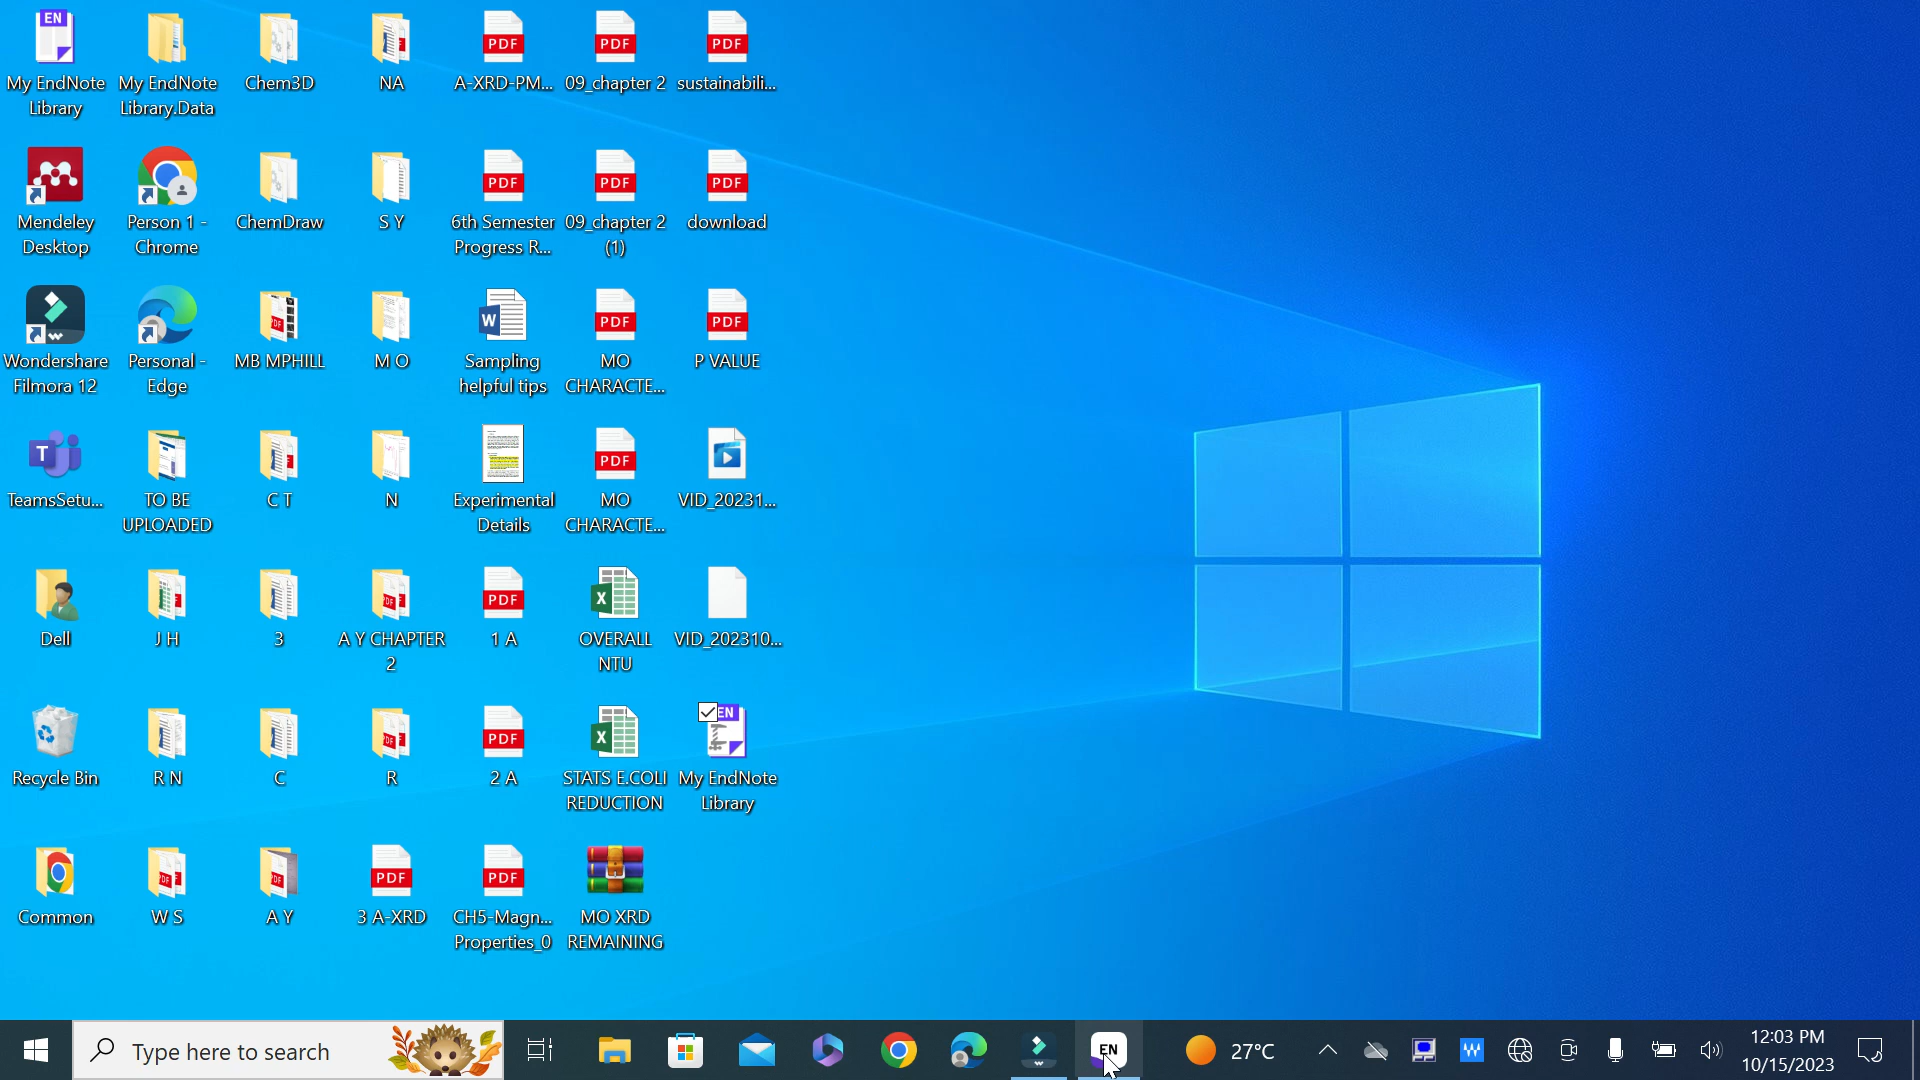 EN
My EndNote
Library
My EndNote
Library.Data
Chem3D
NA
PDF
A-XRD-PM...
PDF
09_chapter 2
PDF
sustainabili...
Mendeley
Desktop
Person 1 -
Chrome
ChemDraw
S Y
PDF
6th Semester
Progress R...
PDF
09_chapter 2
(1)
PDF
download
Wondershare
Filmora 12
Personal -
Edge
PDF
MB MPHILL
M O
W
Sampling
helpful tips
PDF
MO
CHARACTE...
PDF
P VALUE
T
TeamsSetu...
TO BE
UPLOADED
C T
N
Experimental
Details
PDF
MO
CHARACTE...
VID_20231...
Dell
J H
3
PDF
A Y CHAPTER
2
PDF
1 A
X
OVERALL
NTU
VID_202310...
Recycle Bin
R N
C
PDF
R
PDF
2 A
X
STATS E.COLI
REDUCTION
EN
My EndNote
Library
Common
PDF
W S
PDF
A Y
PDF
3 A-XRD
PDF
CH5-Magn...
Properties_0
MO XRD
REMAINING
Type here to search
EN
27°C
W
12:03 PM
10/15/2023